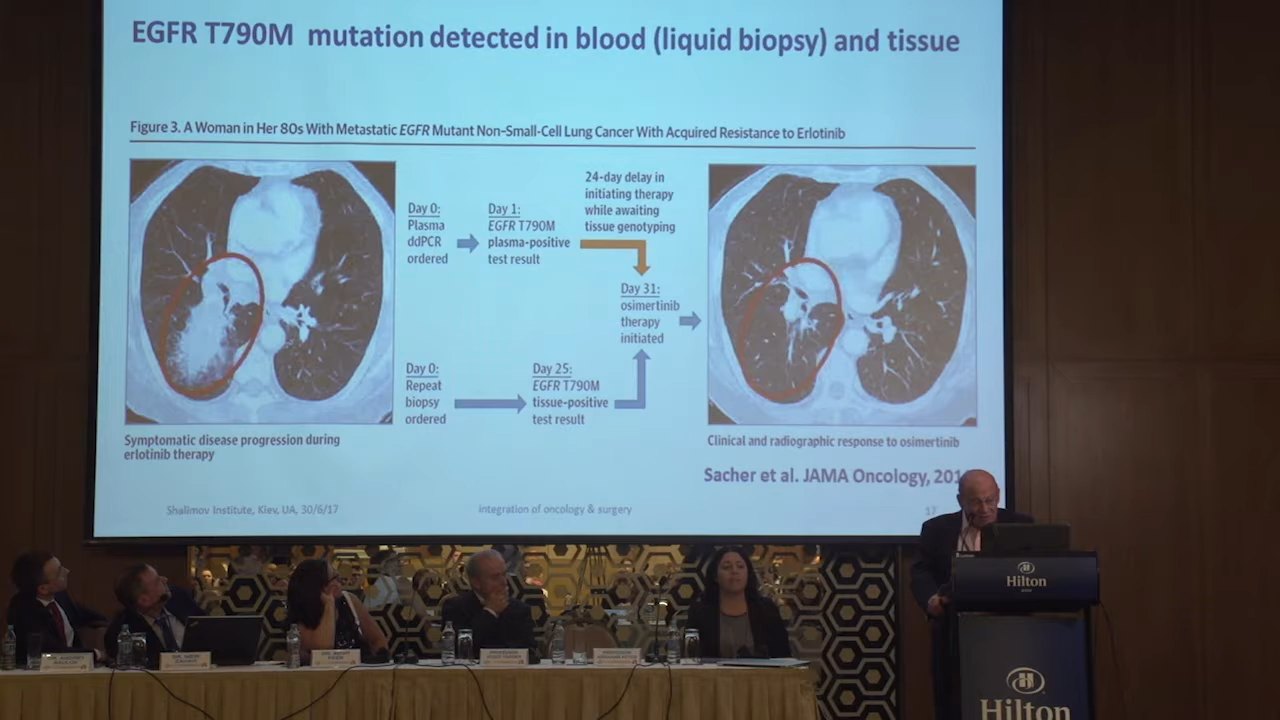 EGFR T790M mutation detected in blood (liquid biopsy) and tissue
Figure 3. A Woman in Her 80s With Metastatic EGFR Mutant Non-Small-Cell Lung Cancer With Acquired Resistance to Erlotinib
Day 0:
Plasma
ddPCR
ordered
Day 1:
EGFR T790M
plasma-positive
test result
24-day delay in
initiating therapy
while awaiting
tissue genotyping
Day 31:
osimertinib
therapy
initiated
Day 0:
Repeat
biopsy
ordered
Day 25:
EGFR T790M
tissue-positive
test result
Symptomatic disease progression during
erlotinib therapy
Clinical and radiographic response to osimertinib
Sacher et al. JAMA Oncology,
Shalimov Institute, Kiev, UA, 30/6/17
integration of oncology & surgery
17
Hilton
Hilton